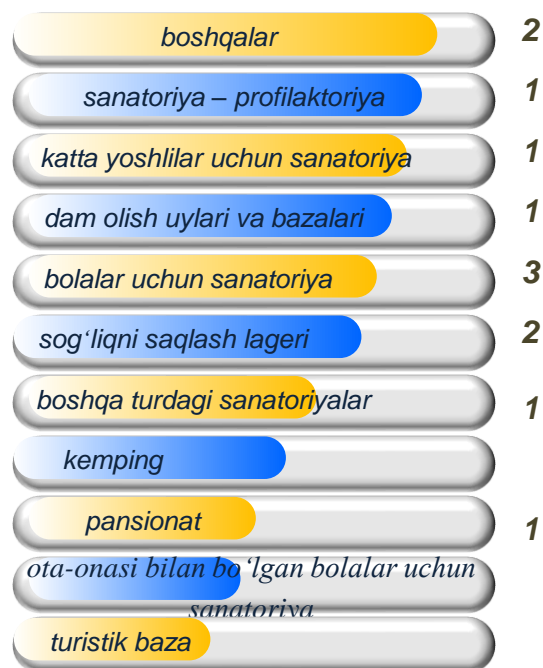 boshqalar 2
sanatoriya – profilaktoriya 1
katta yoshlilar uchun sanatoriya 1
dam olish uylari va bazalari 1
bolalar uchun sanatoriya 3
sog‘liqni saqlash lageri 2
boshqa turdagi sanatoriyalar 1
kemping
pansionat 1
ota-onasi bilan bo‘lgan bolalar uchun
sanatoriya
turistik baza